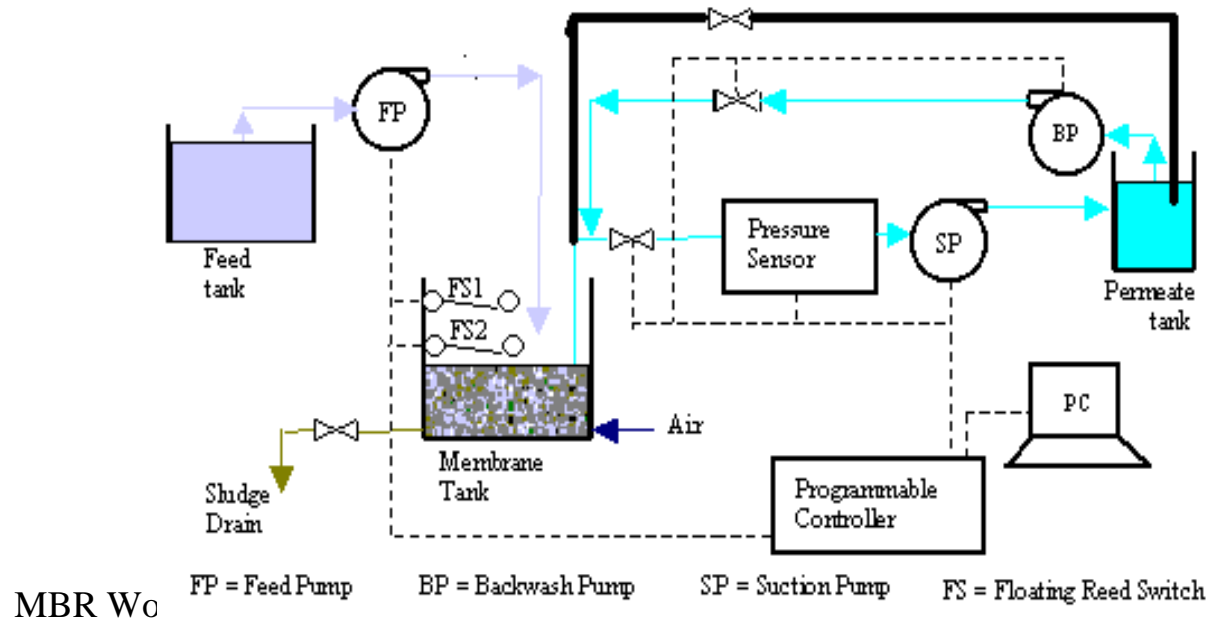 FP
BP
Feed
tank
Pressure
Sensor
SP
Permeate
tank
FS1
FS2
Air
PC
Membrane
Tank
Sludge
Drain
Programmable
Controller
FP = Feed Pump
BP = Backwash Pump
SP = Suction Pump
FS = Floating Reed Switch
MBR